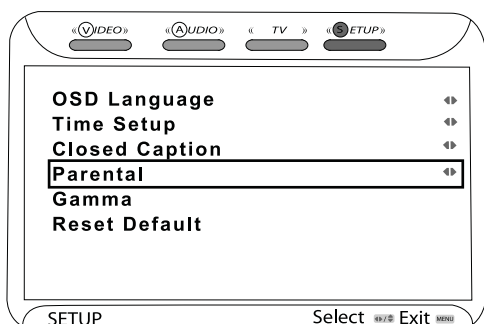 «VIDEO» «AUDIO» « TV » «SETUP»
OSD Language
Time Setup
Closed Caption
Parental
Gamma
Reset Default
SETUP Select Exit MENU